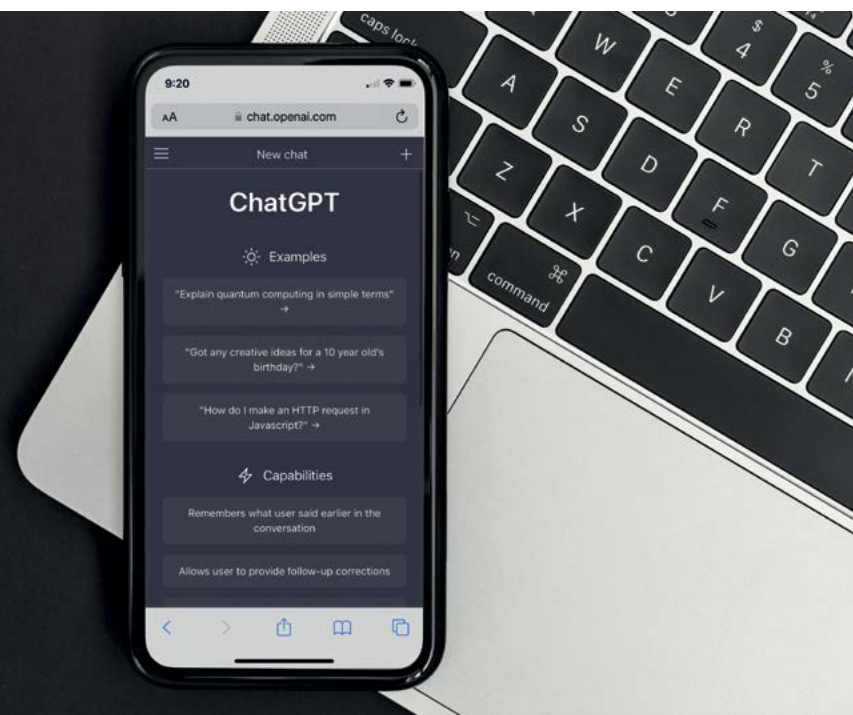 9:20
AA chat.openai.com
New chat +
ChatGPT
Examples
"Explain quantum computing in simple terms"
→
"Got any creative ideas for a 10 year old's
birthday?" →
"How do I make an HTTP request in
Javascript?" →
Capabilities
Remembers what user said earlier in the
conversation
Allows user to provide follow-up corrections
caps lock
W
$
4
%
5
A
E
S
R
Z
D
T
X
F
C
G
⌥
⌘
command
V
B